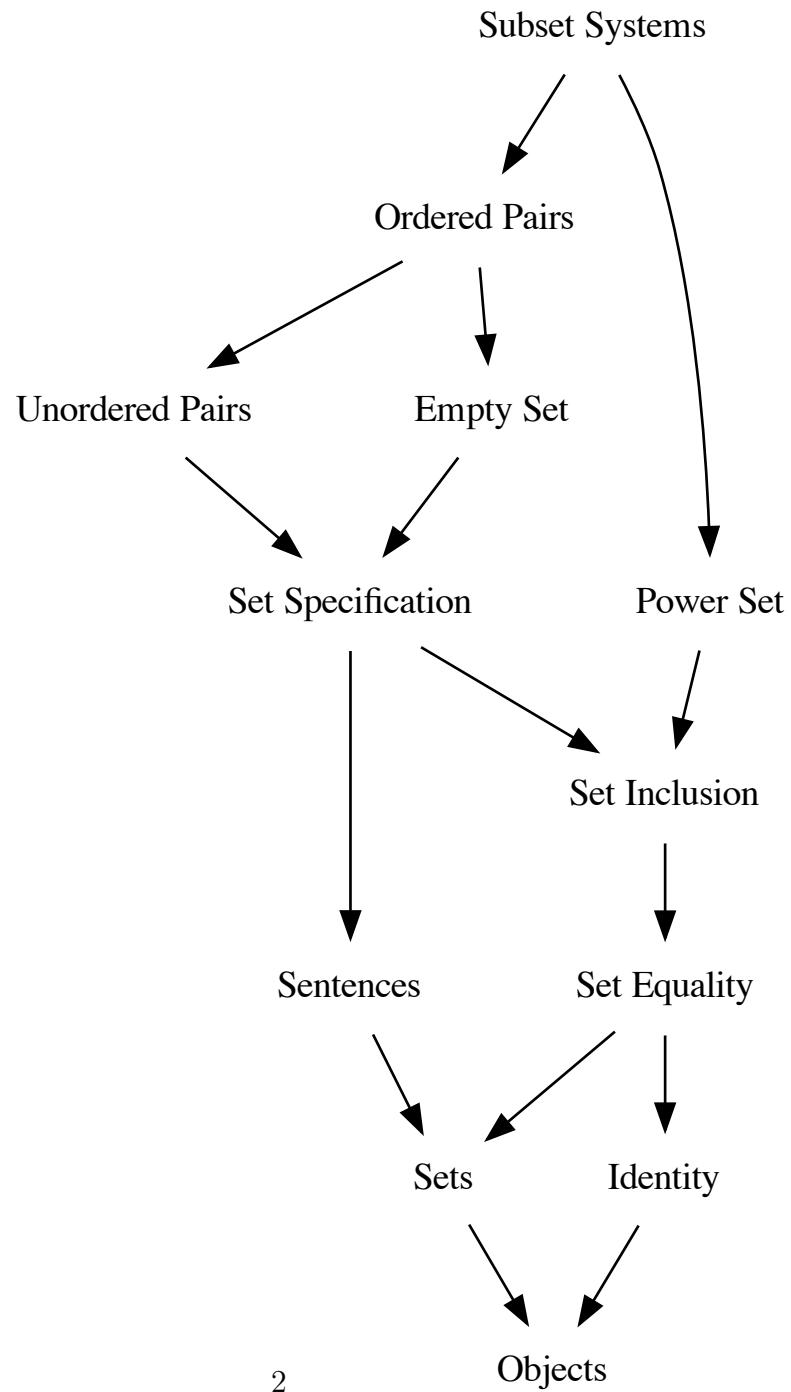 Subset Systems
Ordered Pairs
Unordered Pairs
Empty Set
Set Specification
Power Set
Set Inclusion
Sentences
Set Equality
Sets
Identity
Objects
2